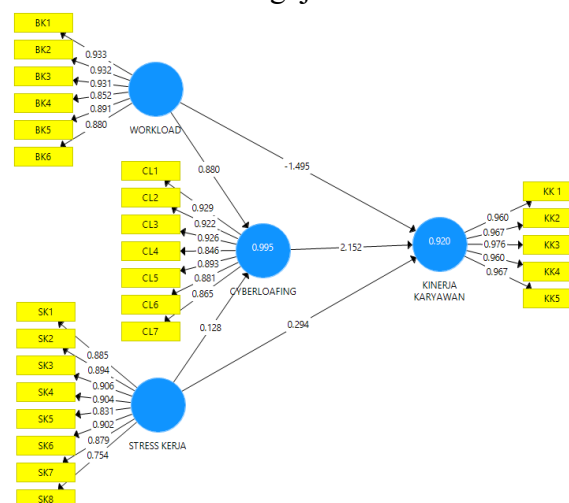 BK1
BK2
BK3
BK4
BK5
BK6
0.933
0.932
0.931
0.852
0.891
0.880
WORKLOAD
0.880
-1.495
CL1
CL2
CL3
CL4
CL5
CL6
CL7
0.929
0.922
0.926
0.846
0.893
0.881
0.865
0.995
CYBERLOAFING
2.152
0.920
KINERJA
KARYAWAN
0.960
0.967
0.976
0.960
0.967
KK 1
KK2
KK3
KK4
KK5
0.128
0.294
SK1
SK2
SK3
SK4
SK5
SK6
SK7
SK8
0.885
0.894
0.906
0.904
0.831
0.902
0.879
0.754
STRESS KERJA